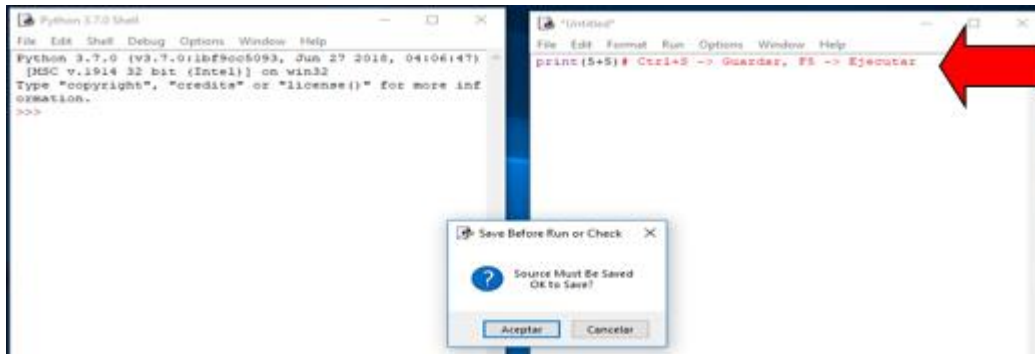 Python 3.7.0 Shell
File Edit Shell Debug Options Window Help
Python 3.7.0 (v3.7.0:1bf9cc5093, Jun 27 2018, 04:06:47)
[MSC v.1914 32 bit (Intel)] on win32
Type "copyright", "credits" or "license()" for more inf
ormation.
>>>
*Untitled*
File Edit Format Run Options Window Help
print(5+5)# Ctrl+S -> Guardar, F5 -> Ejecutar
Save Before Run or Check
Source Must Be Saved
OK to Save?
Aceptar Cancelar